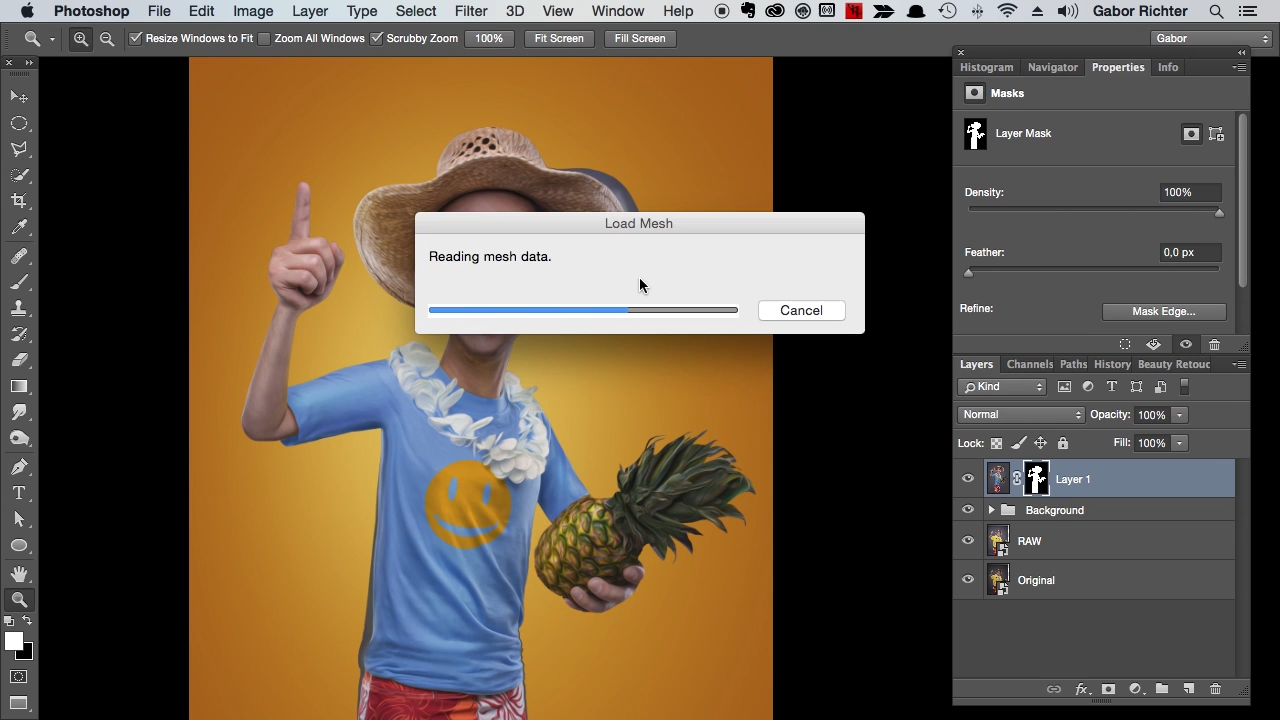 Photoshop File Edit Image Layer Type Select Filter 3D View Window Help Gabor Richter
Resize Windows to Fit Zoom All Windows Scrubby Zoom 100% Fit Screen Fill Screen Gabor
Histogram Navigator Properties Info
Masks
Layer Mask
Density: 100%
Feather: 0,0 px
Refine: Mask Edge...
Load Mesh
Reading mesh data.
Cancel
Layers Channels Paths History Beauty Retouc
Kind
Normal Opacity: 100%
Lock: Fill: 100%
Layer 1
Background
RAW
Original